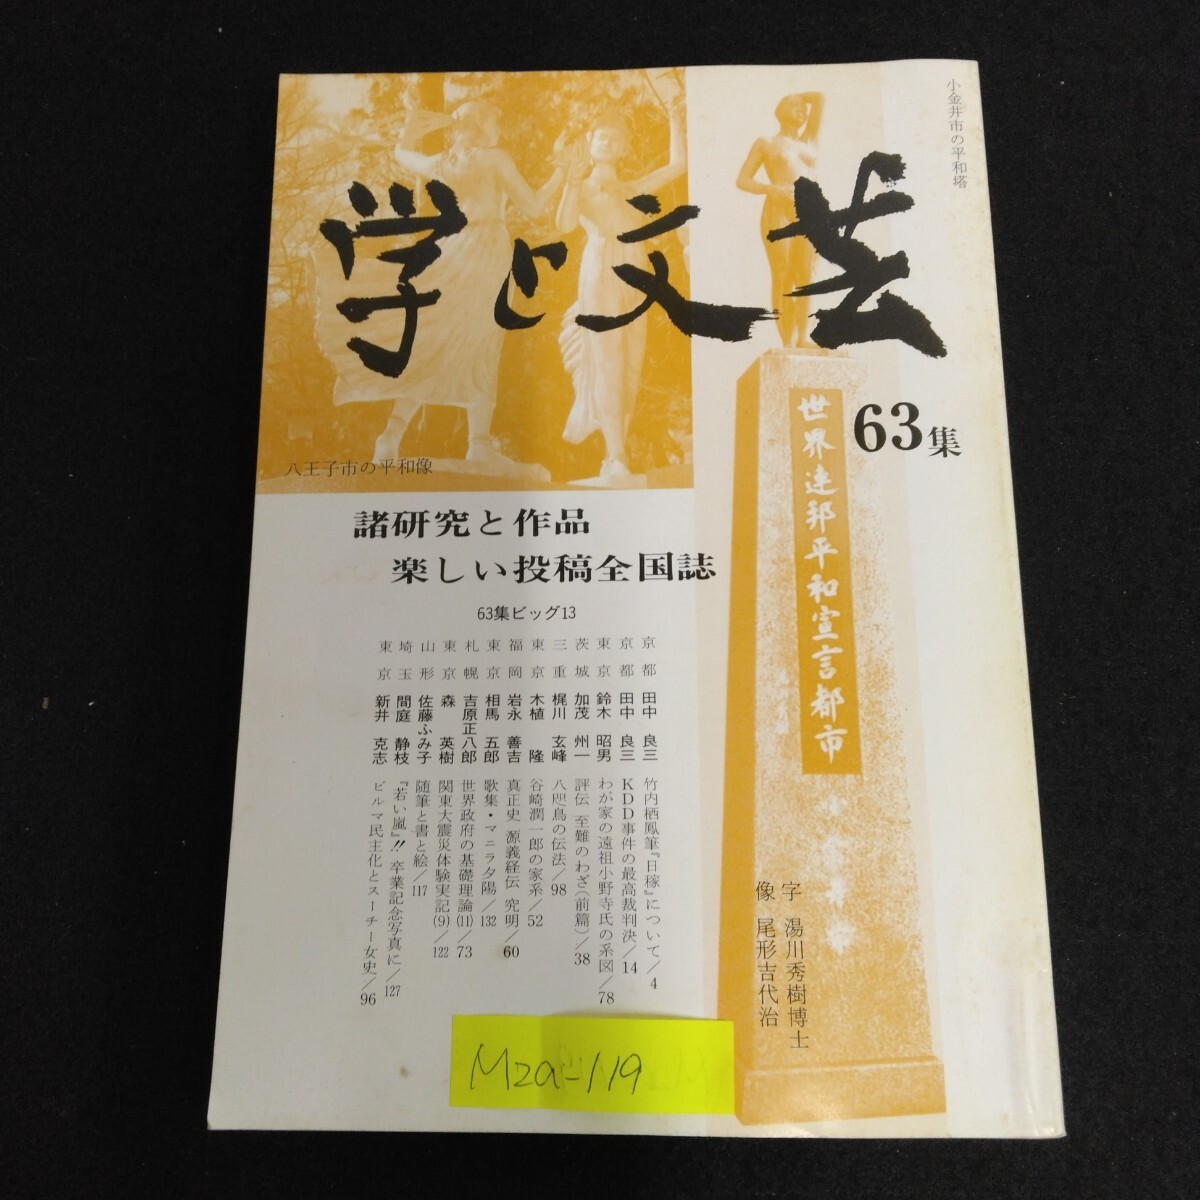 小金井市の平和塔
学と文芸
63集
八王子市の平和像
諸研究と作品
楽しい投稿全国誌
63集ビッグ13
京都 田中 良三 竹内栖鳳筆『日稼』について/4
京都 田中 良三 KDD事件の最高裁判決/14
東京 鈴木 昭男 わが家の遠祖小野寺氏の系図/78
茨城 加茂 州一 評伝 至難のわざ(前篇)/38
三重 梶川 玄峰 八咫烏の伝法/98
東京 木植 隆 谷崎潤一郎の家系/52
福岡 岩永 善吉 真正史 源義経伝 究明/60
東京 相馬 五郎 歌集・マニラ夕陽/132
札幌 吉原正八郎 世界政府の基礎理論(11)/73
東京 森 英樹 関東大震災体験実記(9)/122
山形 佐藤ふみ子 随筆と書と絵/117
埼玉 間庭 静枝 『若い嵐』!! 卒業記念写真に/127
東京 新井 克志 ビルマ民主化とスーチー女史/96
世界連邦平和宣言都市
字 湯川秀樹博士
像 尾形吉代治
M2a-119